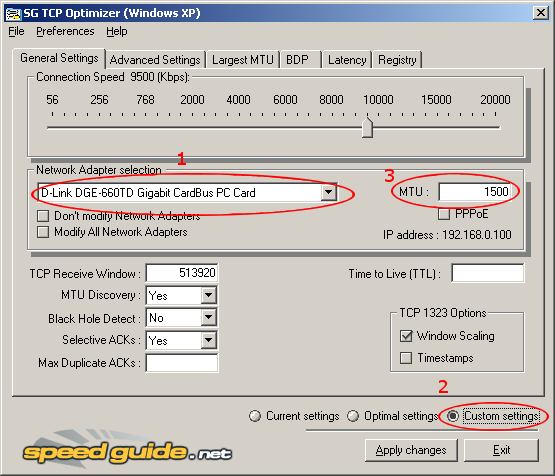 SG TCP Optimizer (Windows XP)
File Preferences Help
General Settings Advanced Settings Largest MTU BDP Latency Registry
Connection Speed 9500 (Kbps):
56 256 768 2000 4000 6000 8000 10000 15000 20000
1
Network Adapter selection
3
D-Link DGE-660TD Gigabit CardBus PC Card
MTU : 1500
Don't modify Network Adapters
PPPoE
Modify All Network Adapters
IP address : 192.168.0.100
TCP Receive Window : 513920
Time to Live (TTL) :
MTU Discovery : Yes
Black Hole Detect : No
TCP 1323 Options
Selective ACKs : Yes
Window Scaling
Max Duplicate ACKs :
Timestamps
2
Current settings Optimal settings Custom settings
speed guide.net
Apply changes Exit